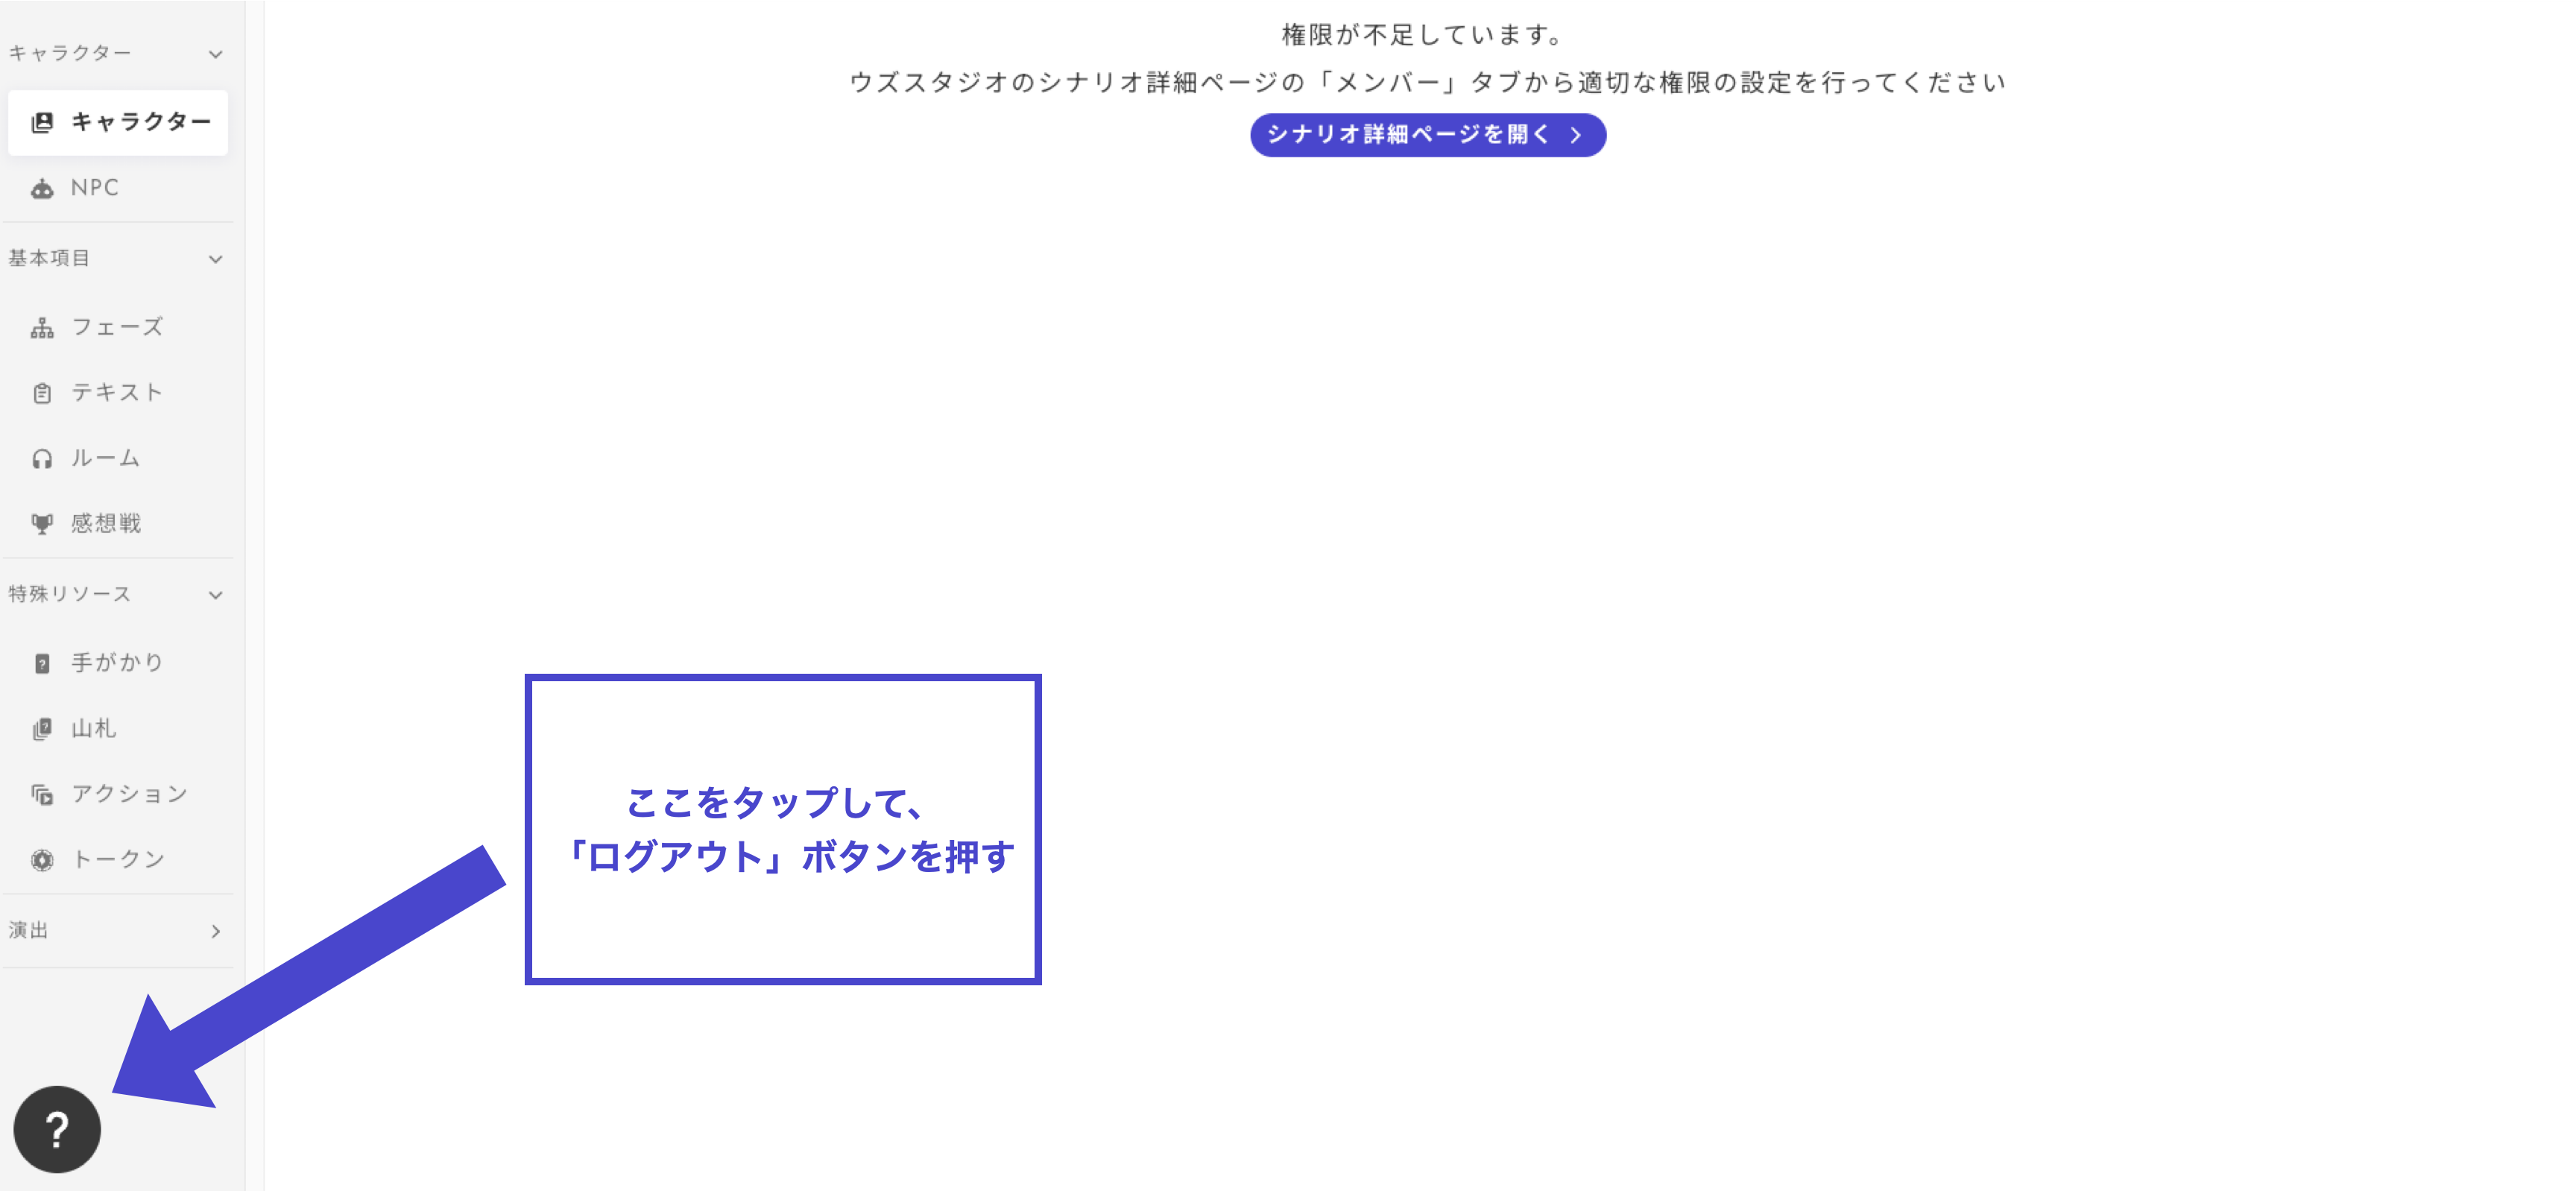 キャラクター
キャラクター
NPC
基本項目
フェーズ
テキスト
ルーム
感想戦
特殊リソース
手がかり
山札
アクション
トークン
演出
?
権限が不足しています。
ウズスタジオのシナリオ詳細ページの「メンバー」タブから適切な権限の設定を行ってください
シナリオ詳細ページを開く
ここをタップして、
「ログアウト」ボタンを押す